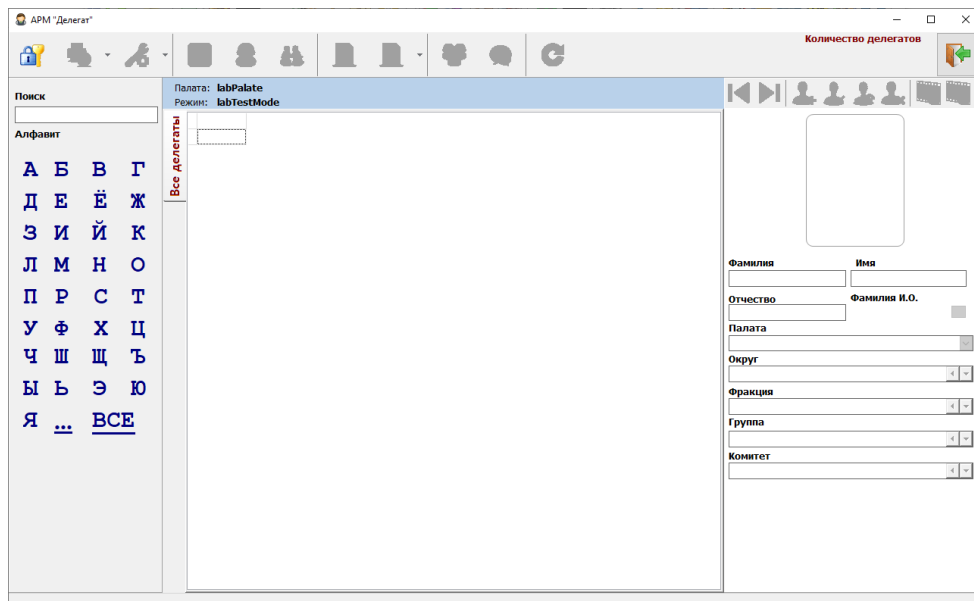 АРМ "Делегат"
Количество делегатов
Поиск
Алфавит
А Б В Г
Д Е Ё Ж
З И Й К
Л М Н О
П Р С Т
У Ф Х Ц
Ч Ш Щ Ъ
Ы Ь Э Ю
Я ... ВСЕ
Палата: labPalate
Режим: labTestMode
Все делегаты
Фамилия Имя
Отчество Фамилия И.О.
Палата
Округ
Фракция
Группа
Комитет